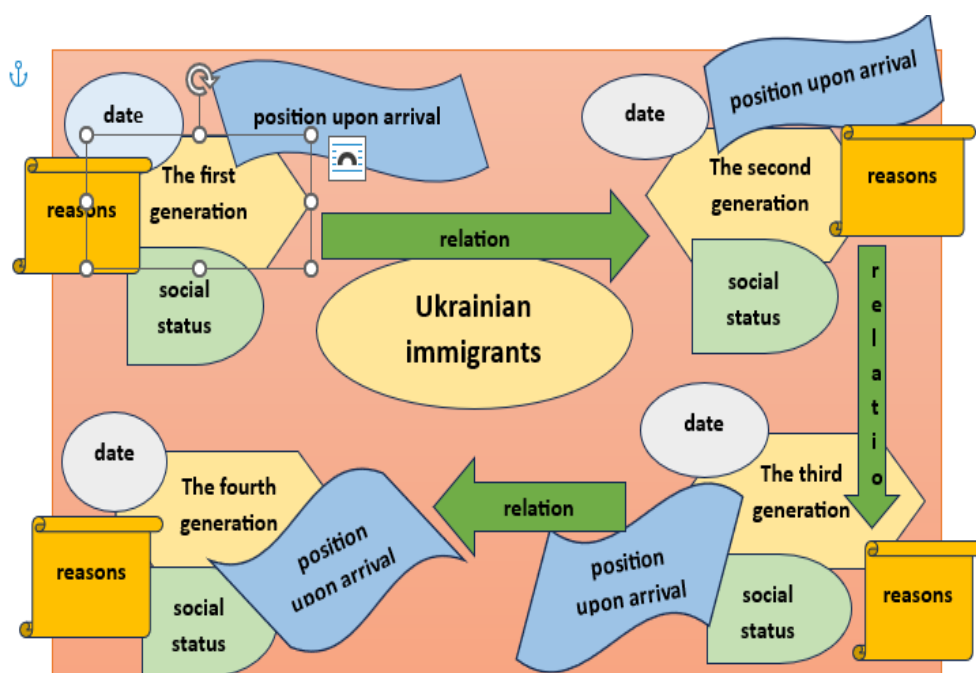 date
position upon arrival
The first
generation
reasons
social
status
relation
date
position upon arrival
The second
generation
reasons
social
status
Ukrainian
immigrants
relatio
date
The third
generation
position
upon arrival
social
status
reasons
relation
date
The fourth
generation
position
upon arrival
reasons
social
status